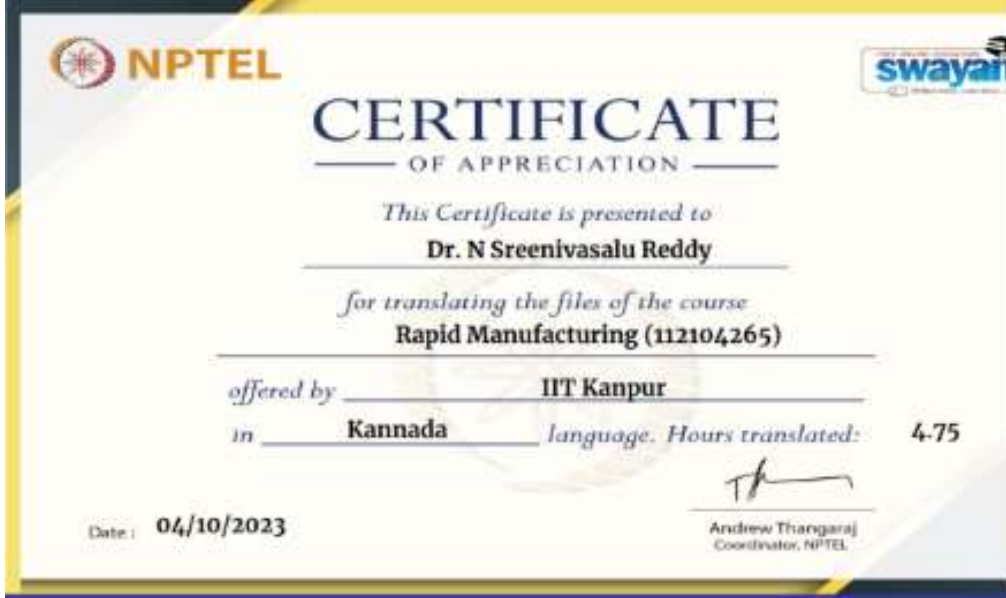 NPTEL
swayam
CERTIFICATE
OF APPRECIATION
This Certificate is presented to
Dr. N Sreenivasalu Reddy
for translating the files of the course
Rapid Manufacturing (112104265)
offered by IIT Kanpur
in Kannada language. Hours translated: 4.75
Date : 04/10/2023
Andrew Thangaraj
Coordinator, NPTEL